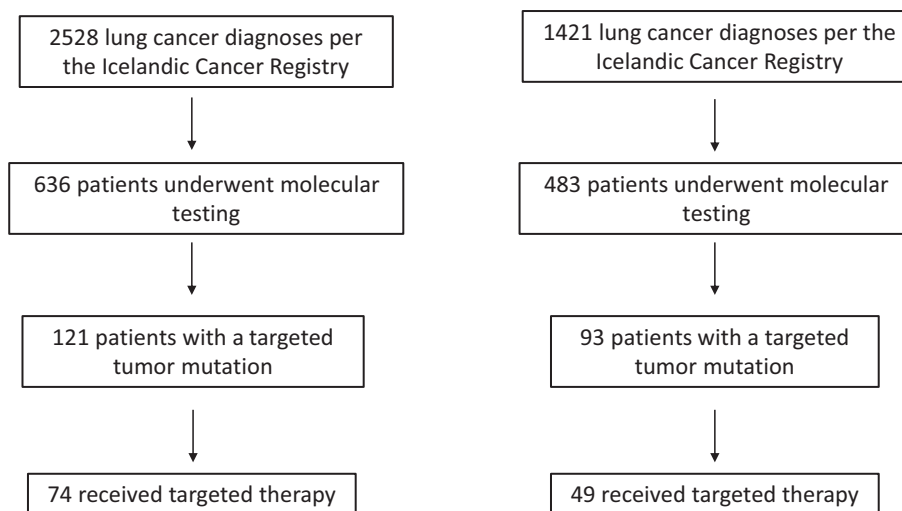 2528 lung cancer diagnoses per
the Icelandic Cancer Registry
636 patients underwent molecular
testing
121 patients with a targeted
tumor mutation
74 received targeted therapy
1421 lung cancer diagnoses per the
Icelandic Cancer Registry
483 patients underwent molecular
testing
93 patients with a targeted
tumor mutation
49 received targeted therapy